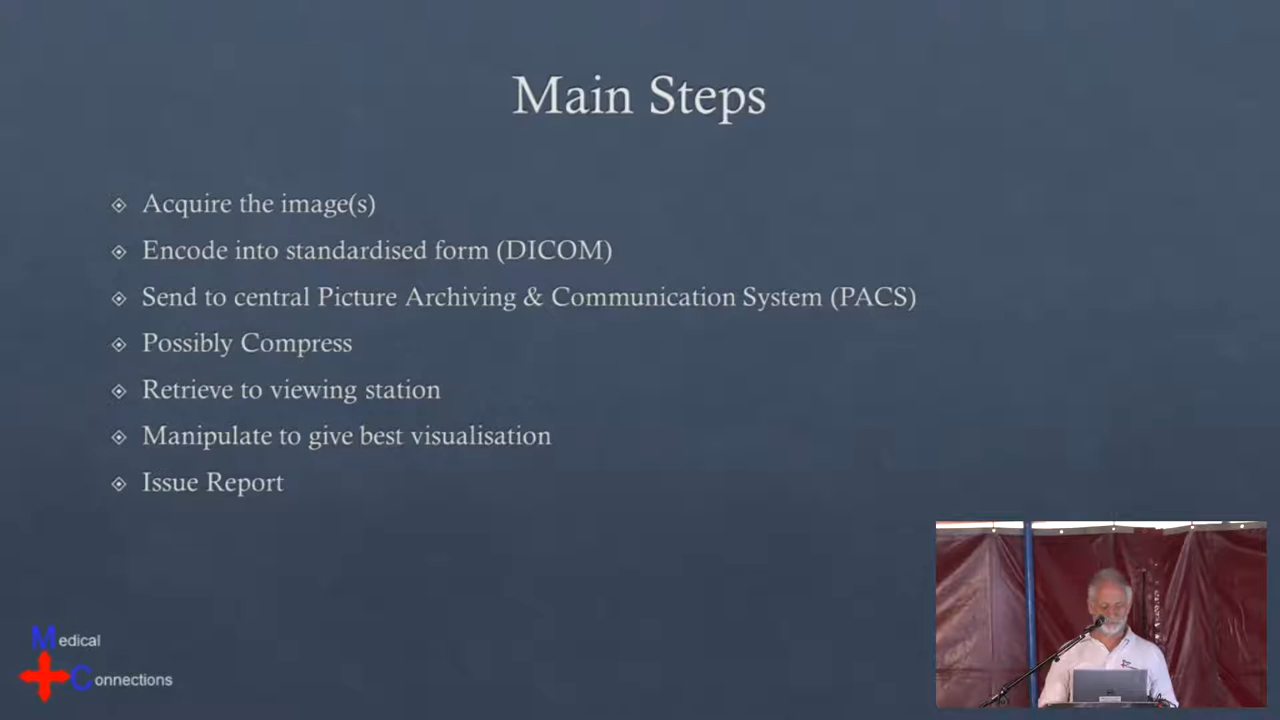 Main Steps
Acquire the image(s)
Encode into standardised form (DICOM)
Send to central Picture Archiving & Communication System (PACS)
Possibly Compress
Retrieve to viewing station
Manipulate to give best visualisation
Issue Report
Medical
Connections